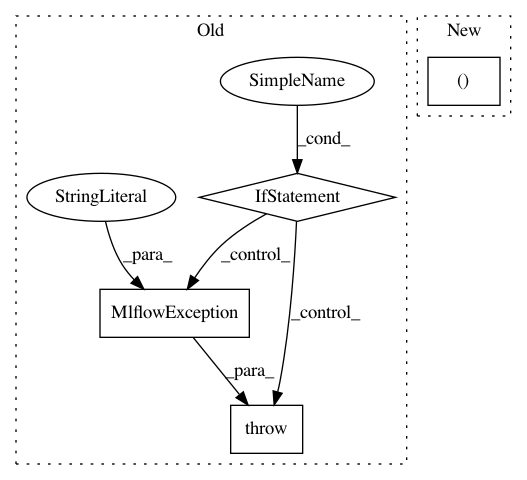 Old
New
SimpleName
()
_cond_
StringLiteral
IfStatement
_para_
_control_
MlflowException
_control_
_para_
throw